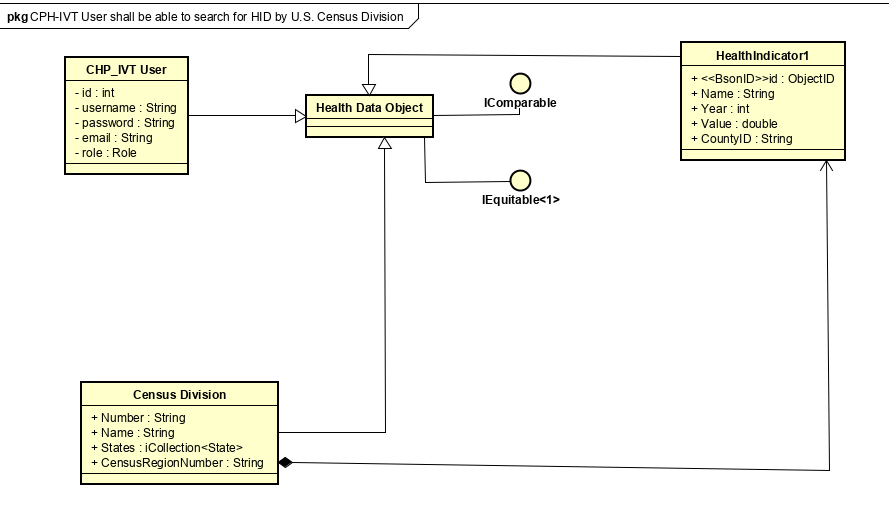 pkg CPH-IVT User shall be able to search for HID by U.S. Census Division
CHP_IVT User
- id : int
- username : String
- password : String
- email : String
- role : Role
Health Data Object
IComparable
IEquitable<1>
HealthIndicator1
+ <<BsonID>>id : ObjectID
+ Name : String
+ Year : int
+ Value : double
+ CountyID : String
Census Division
+ Number : String
+ Name : String
+ States : iCollection<State>
+ CensusRegionNumber : String